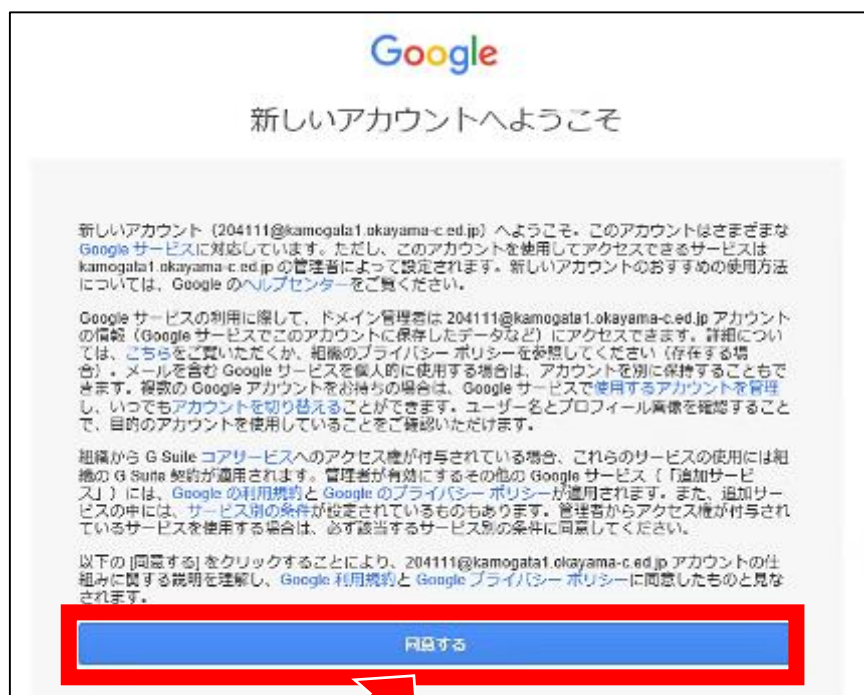 Google
新しいアカウントへようこそ
新しいアカウント（204111@kamogata1.okayama-c.ed.jp）へようこそ。このアカウントはさまざまな
Google サービスに対応しています。ただし、このアカウントを使用してアクセスできるサービスは
kamogata1.okayama-c.ed.jp の管理者によって設定されます。新しいアカウントのおすすめの使用方法
については、Google のヘルプセンターをご覧ください。
Google サービスの利用に際して、ドメイン管理者は 204111@kamogata1.okayama-c.ed.jp アカウント
の情報（Google サービスでこのアカウントに保存したデータなど）にアクセスできます。詳細につい
ては、こちらをご覧いただくか、組織のプライバシー ポリシーを参照してください（存在する場
合）。メールを含む Google サービスを個人的に使用する場合は、アカウントを別に保持することもで
きます。複数の Google アカウントをお持ちの場合は、Google サービスで使用するアカウントを管理
し、いつでもアカウントを切り替えることができます。ユーザー名とプロフィール画像を確認すること
で、目的のアカウントを使用していることをご確認いただけます。
組織から G Suite コアサービスへのアクセス権が付与されている場合、これらのサービスの使用には組
織の G Suite 契約が適用されます。管理者が有効にするその他の Google サービス（「追加サービ
ス」）には、Google の利用規約と Google のプライバシー ポリシーが適用されます。また、追加サー
ビスの中には、サービス別の条件が設定されているものもあります。管理者からアクセス権が付与され
ているサービスを使用する場合は、必ず該当するサービス別の条件に同意してください。
以下の [同意する] をクリックすることにより、204111@kamogata1.okayama-c.ed.jp アカウントの仕
組みに関する説明を理解し、Google 利用規約と Google プライバシー ポリシーに同意したものと見な
されます。
同意する